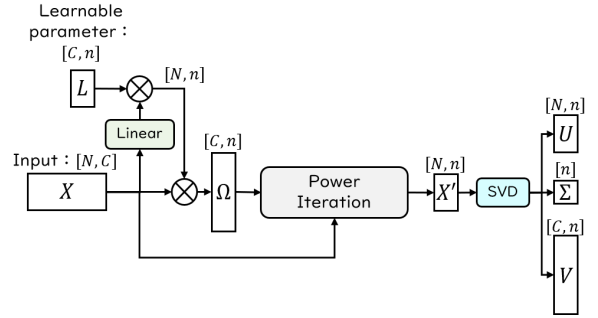 Learnable
parameter :
[C, n]
L
[N, n]
Linear
Input : [N, C]
X
[C, n]
Ω
Power
Iteration
[N, n]
X′
SVD
[N, n]
U
[n]
Σ
[C, n]
V